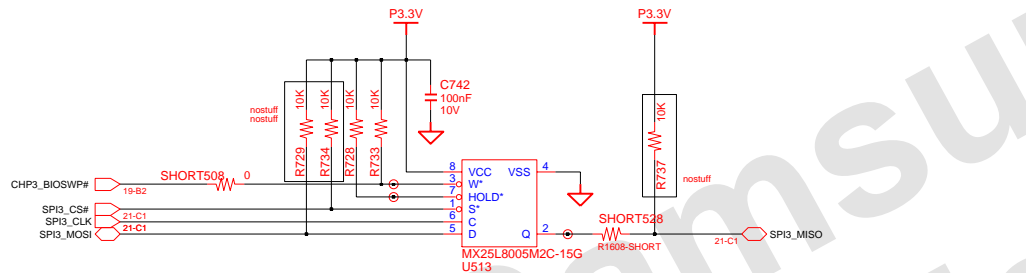 P3.3V
P3.3V
nostuff
nostuff
10K
10K
10K
10K
R729
R734
R728
R733
C742
100nF
10V
10K
R737
nostuff
CHP3_BIOSWP#
19-B2
SHORT508
0
SPI3_CS#
21-C1
SPI3_CLK
SPI3_MOSI
21-C1
8 VCC VSS 4
3 W*
7 HOLD*
1 S*
6 C
5 D Q 2
MX25L8005M2C-15G
U513
SHORT528
R1608-SHORT
21-C1
SPI3_MISO
samsu